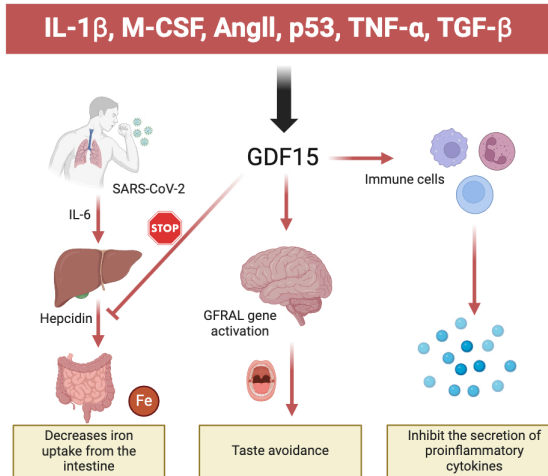 IL-1β, M-CSF, AngII, p53, TNF-α, TGF-β
GDF15
SARS-CoV-2
Immune cells
IL-6
STOP
Hepcidin
GFRAL gene
activation
Fe
Decreases iron
uptake from the
intestine
Taste avoidance
Inhibit the secretion of
proinflammatory
cytokines